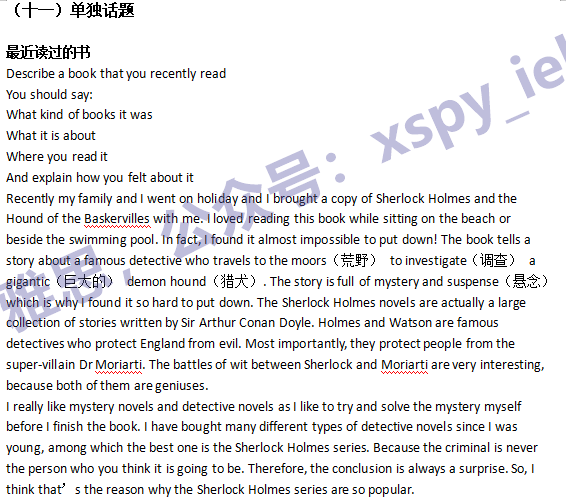 （十一）单独话题
最近读过的书
Describe a book that you recently read
You should say:
What kind of books it was
What it is about
Where you read it
And explain how you felt about it
Recently my family and I went on holiday and I brought a copy of Sherlock Holmes and the
Hound of the Baskervilles with me. I loved reading this book while sitting on the beach or
beside the swimming pool. In fact, I found it almost impossible to put down! The book tells a
story about a famous detective who travels to the moors（荒野） to investigate（调查） a
gigantic（巨大的） demon hound（猎犬）. The story is full of mystery and suspense（悬念）
which is why I found it so hard to put down. The Sherlock Holmes novels are actually a large
collection of stories written by Sir Arthur Conan Doyle. Holmes and Watson are famous
detectives who protect England from evil. Most importantly, they protect people from the
super-villain Dr Moriarti. The battles of wit between Sherlock and Moriarti are very interesting,
because both of them are geniuses.
I really like mystery novels and detective novels as I like to try and solve the mystery myself
before I finish the book. I have bought many different types of detective novels since I was
young, among which the best one is the Sherlock Holmes series. Because the criminal is never
the person who you think it is going to be. Therefore, the conclusion is always a surprise. So, I
think that’s the reason why the Sherlock Holmes series are so popular.
雅思，公众号：xspy_iel